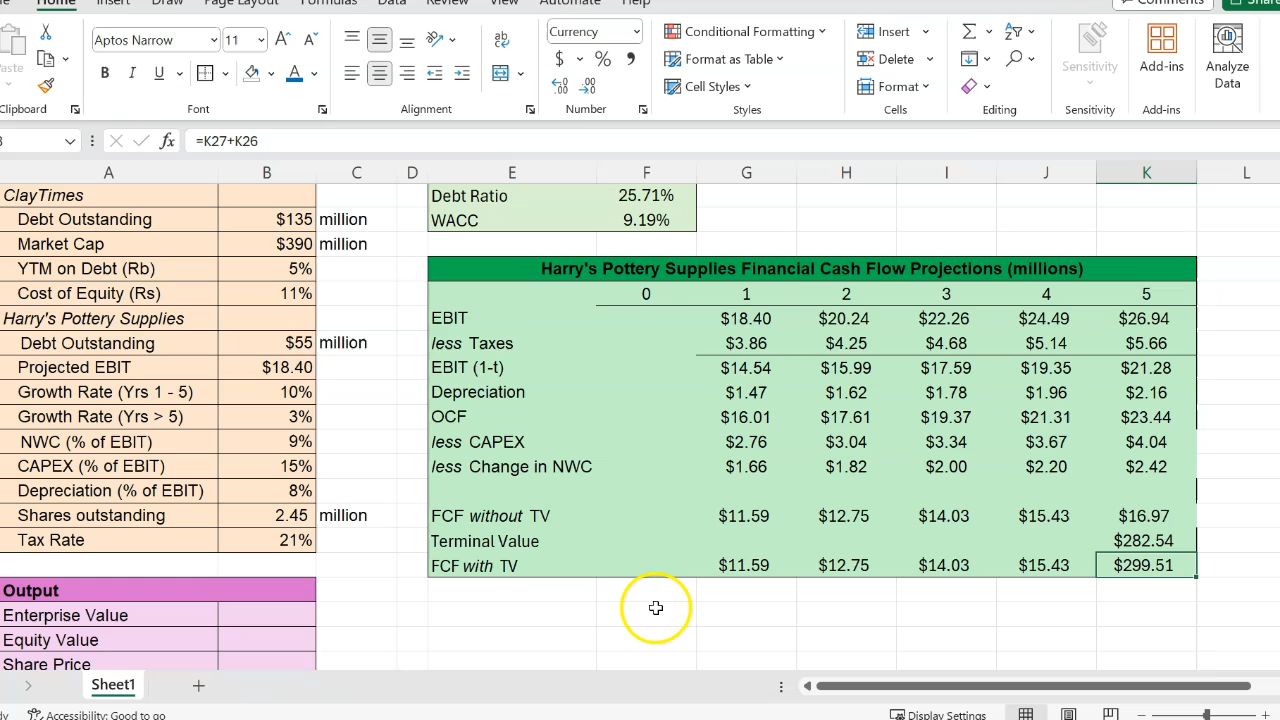 Home Insert Draw Page Layout Formulas Data Review View Automate Help Comments
Aptos Narrow 11 Currency Conditional Formatting Insert
Format as Table Delete Sensitivity Add-ins Analyze Data
Cell Styles Format
Clipboard Font Alignment Number Styles Cells Editing Sensitivity Add-ins
=K27+K26
A B C D E F G H I J K L
ClayTimes Debt Ratio 25.71%
Debt Outstanding $135 million WACC 9.19%
Market Cap $390 million
YTM on Debt (Rb) 5% Harry's Pottery Supplies Financial Cash Flow Projections (millions)
Cost of Equity (Rs) 11% 0 1 2 3 4 5
Harry's Pottery Supplies EBIT $18.40 $20.24 $22.26 $24.49 $26.94
Debt Outstanding $55 million less Taxes $3.86 $4.25 $4.68 $5.14 $5.66
Projected EBIT $18.40 EBIT (1-t) $14.54 $15.99 $17.59 $19.35 $21.28
Growth Rate (Yrs 1 - 5) 10% Depreciation $1.47 $1.62 $1.78 $1.96 $2.16
Growth Rate (Yrs > 5) 3% OCF $16.01 $17.61 $19.37 $21.31 $23.44
NWC (% of EBIT) 9% less CAPEX $2.76 $3.04 $3.34 $3.67 $4.04
CAPEX (% of EBIT) 15% less Change in NWC $1.66 $1.82 $2.00 $2.20 $2.42
Depreciation (% of EBIT) 8%
Shares outstanding 2.45 million FCF without TV $11.59 $12.75 $14.03 $15.43 $16.97
Tax Rate 21% Terminal Value $282.54
FCF with TV $11.59 $12.75 $14.03 $15.43 $299.51
Output
Enterprise Value
Equity Value
Share Price
Sheet1
Accessibility: Good to go Display Settings